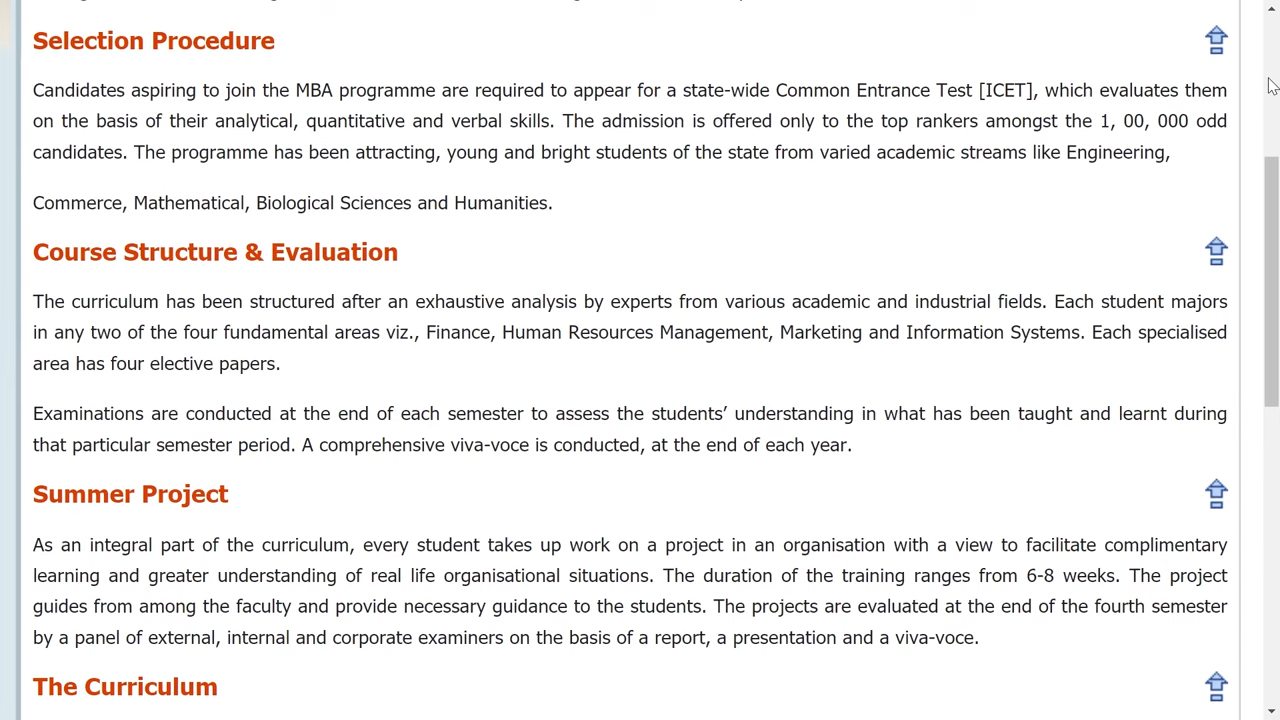 Selection Procedure
Candidates aspiring to join the MBA programme are required to appear for a state-wide Common Entrance Test [ICET], which evaluates them
on the basis of their analytical, quantitative and verbal skills. The admission is offered only to the top rankers amongst the 1, 00, 000 odd
candidates. The programme has been attracting, young and bright students of the state from varied academic streams like Engineering,
Commerce, Mathematical, Biological Sciences and Humanities.
Course Structure & Evaluation
The curriculum has been structured after an exhaustive analysis by experts from various academic and industrial fields. Each student majors
in any two of the four fundamental areas viz., Finance, Human Resources Management, Marketing and Information Systems. Each specialised
area has four elective papers.
Examinations are conducted at the end of each semester to assess the students’ understanding in what has been taught and learnt during
that particular semester period. A comprehensive viva-voce is conducted, at the end of each year.
Summer Project
As an integral part of the curriculum, every student takes up work on a project in an organisation with a view to facilitate complimentary
learning and greater understanding of real life organisational situations. The duration of the training ranges from 6-8 weeks. The project
guides from among the faculty and provide necessary guidance to the students. The projects are evaluated at the end of the fourth semester
by a panel of external, internal and corporate examiners on the basis of a report, a presentation and a viva-voce.
The Curriculum